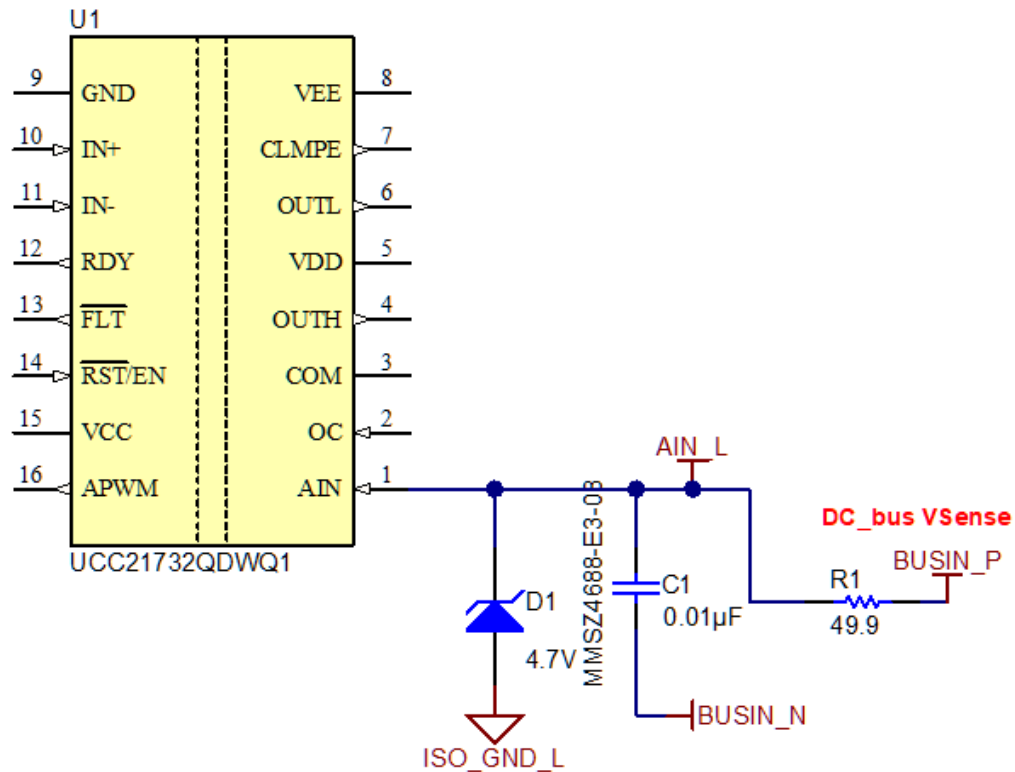 U1
9 GND VEE 8
10 IN+ CLMPE 7
11 IN- OUTL 6
12 RDY VDD 5
13 FLT OUTH 4
14 RST/EN COM 3
15 VCC OC 2
16 APWM AIN 1
UCC21732QDWQ1
AIN_L
DC_bus VSense
BUSIN_P
R1
49.9
D1
4.7V
MMSZ4688-E3-08
C1
0.01µF
BUSIN_N
ISO_GND_L